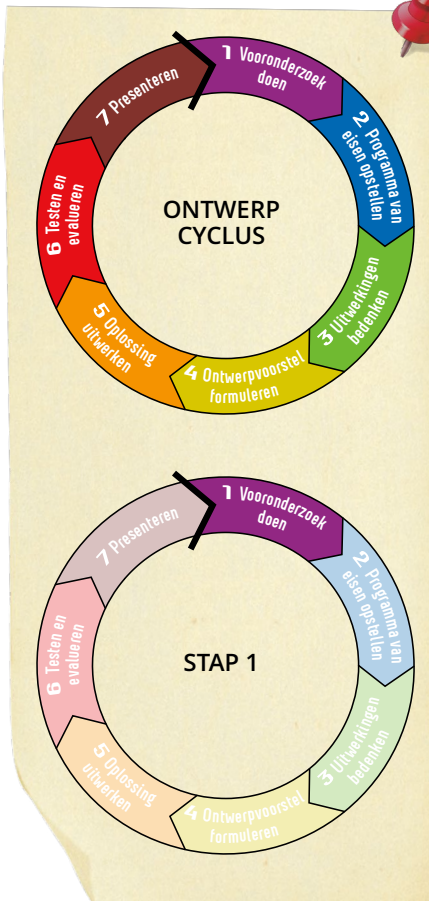 1 Vooronderzoek
doen
2 Programma van
eisen opstellen
3 Uitwerkingen
bedenken
4 Ontwerpvoorstel
formuleren
5 Oplossing
uitwerken
6 Testen en
evalueren
7 Presenteren
ONTWERP
CYCLUS
1 Vooronderzoek
doen
2 Programma van
eisen opstellen
3 Uitwerkingen
bedenken
4 Ontwerpvoorstel
formuleren
5 Oplossing
uitwerken
6 Testen en
evalueren
7 Presenteren
STAP 1